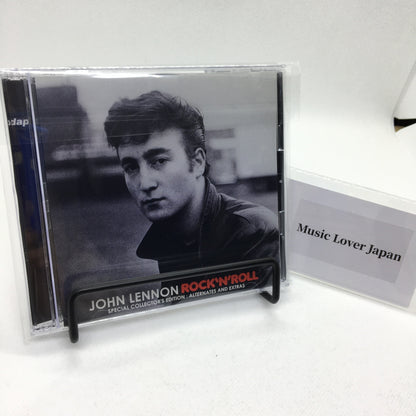 JOHN LENNON ROCK'N'ROLL
SPECIAL COLLECTOR'S EDITION : ALTERNATES AND EXTRAS
Music Lover Japan